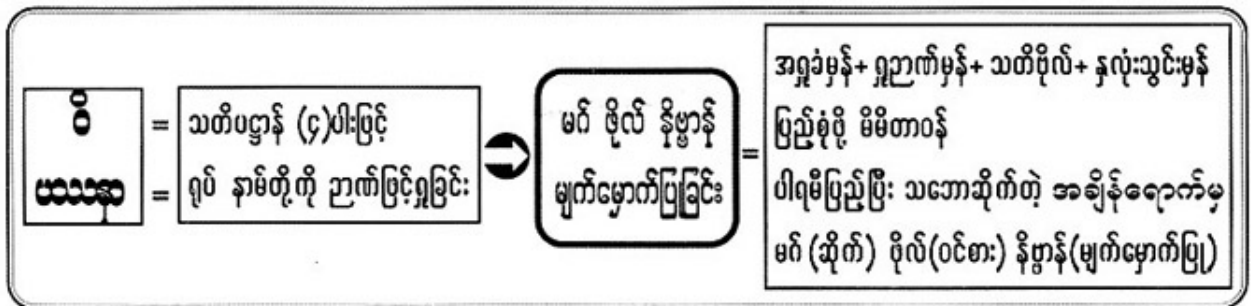 ဝိ = သတိပဋ္ဌာန် (၄)ပါးဖြင့်
ပဿနာ = ရုပ် နာမ်တို့ကို ဉာဏ်ဖြင့်ရှုခြင်း
မဂ် ဖိုလ် နိဗ္ဗာန်
မျက်မှောက်ပြုခြင်း
=
အရှုခံမှန်+ ရှုဉာဏ်မှန်+ သတိဗိုလ်+ နှလုံးသွင်းမှန်
ပြည့်စုံဖို့ မိမိတာဝန်
ပါရမီပြည့်ပြီး သဘောဆိုက်တဲ့ အချိန်ရောက်မှ
မဂ်(ဆိုက်) ဖိုလ်(ဝင်စား) နိဗ္ဗာန်(မျက်မှောက်ပြု)